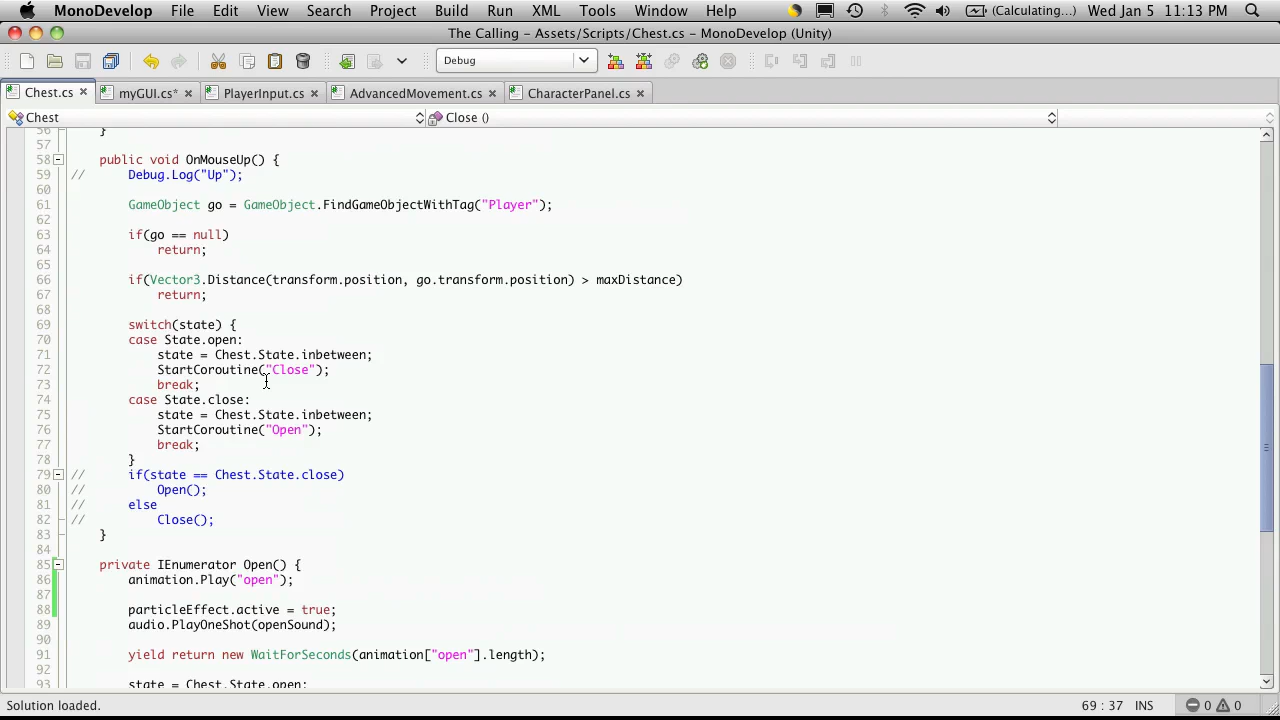 MonoDevelop File Edit View Search Project Build Run XML Tools Window Help (Calculating...) Wed Jan 5 11:13 PM
The Calling - Assets/Scripts/Chest.cs - MonoDevelop (Unity)
Debug
Chest.cs myGUI.cs* PlayerInput.cs AdvancedMovement.cs CharacterPanel.cs
Chest Close ()
56 }
57
58 public void OnMouseUp() {
59 // Debug.Log("Up");
60
61 GameObject go = GameObject.FindGameObjectWithTag("Player");
62
63 if(go == null)
64 return;
65
66 if(Vector3.Distance(transform.position, go.transform.position) > maxDistance)
67 return;
68
69 switch(state) {
70 case State.open:
71 state = Chest.State.inbetween;
72 StartCoroutine("Close");
73 break;
74 case State.close:
75 state = Chest.State.inbetween;
76 StartCoroutine("Open");
77 break;
78 }
79 // if(state == Chest.State.close)
80 // Open();
81 // else
82 // Close();
83 }
84
85 private IEnumerator Open() {
86 animation.Play("open");
87
88 particleEffect.active = true;
89 audio.PlayOneShot(openSound);
90
91 yield return new WaitForSeconds(animation["open"].length);
92
93 state = Chest.State.open;
Solution loaded. 69 : 37 INS 0 0